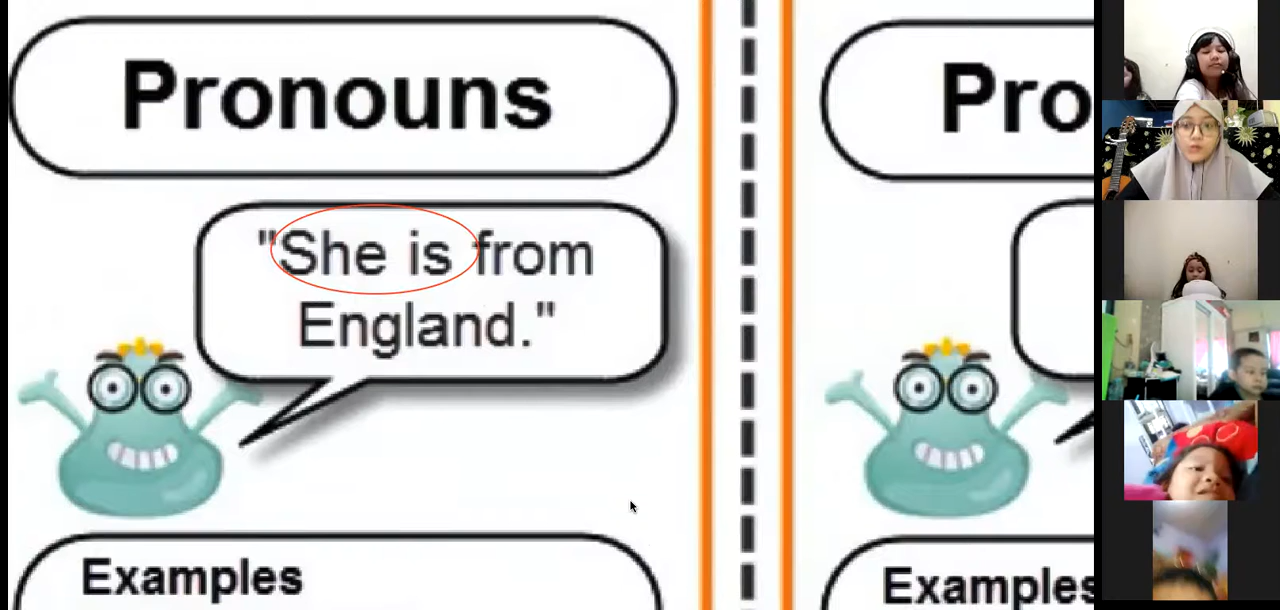 Pronouns
"She is from
England."
Examples
Pro
Examples